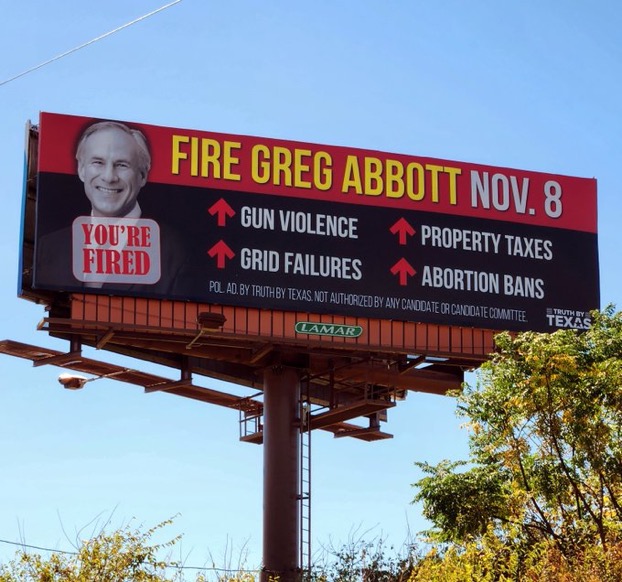 FIRE GREG ABBOTT NOV. 8
YOU'RE
FIRED
GUN VIOLENCE
GRID FAILURES
PROPERTY TAXES
ABORTION BANS
POL. AD. BY TRUTH BY TEXAS. NOT AUTHORIZED BY ANY CANDIDATE OR CANDIDATE COMMITTEE.
TRUTH BY
TEXAS
LAMAR